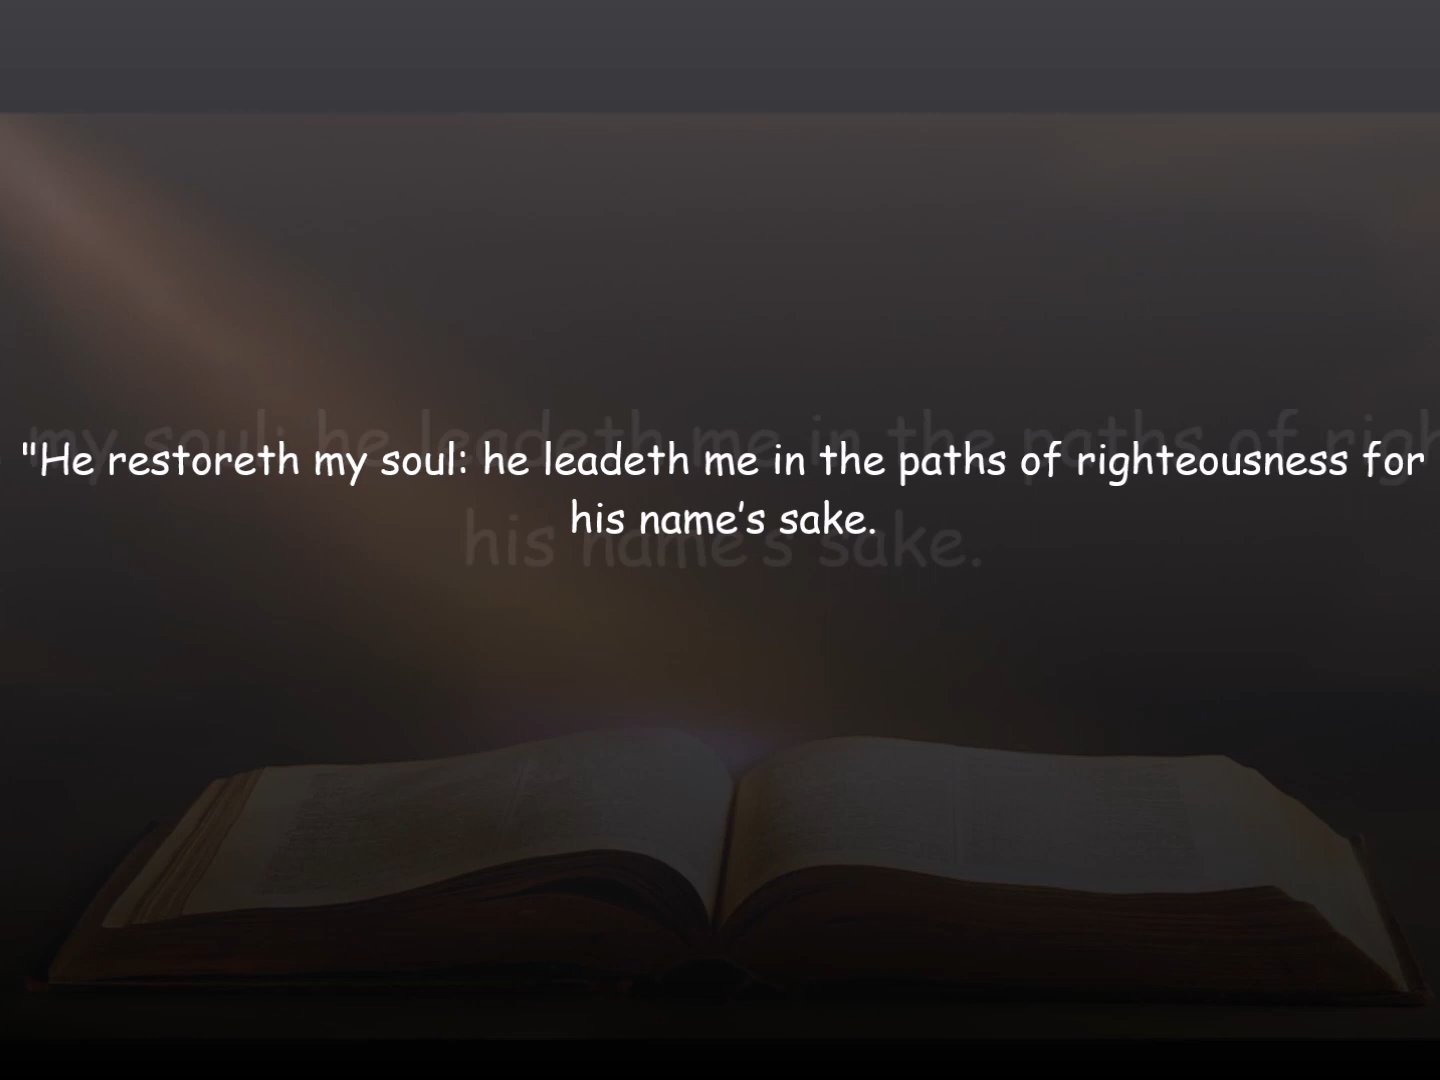 "He restoreth my soul: he leadeth me in the paths of righteousness for
his name’s sake.